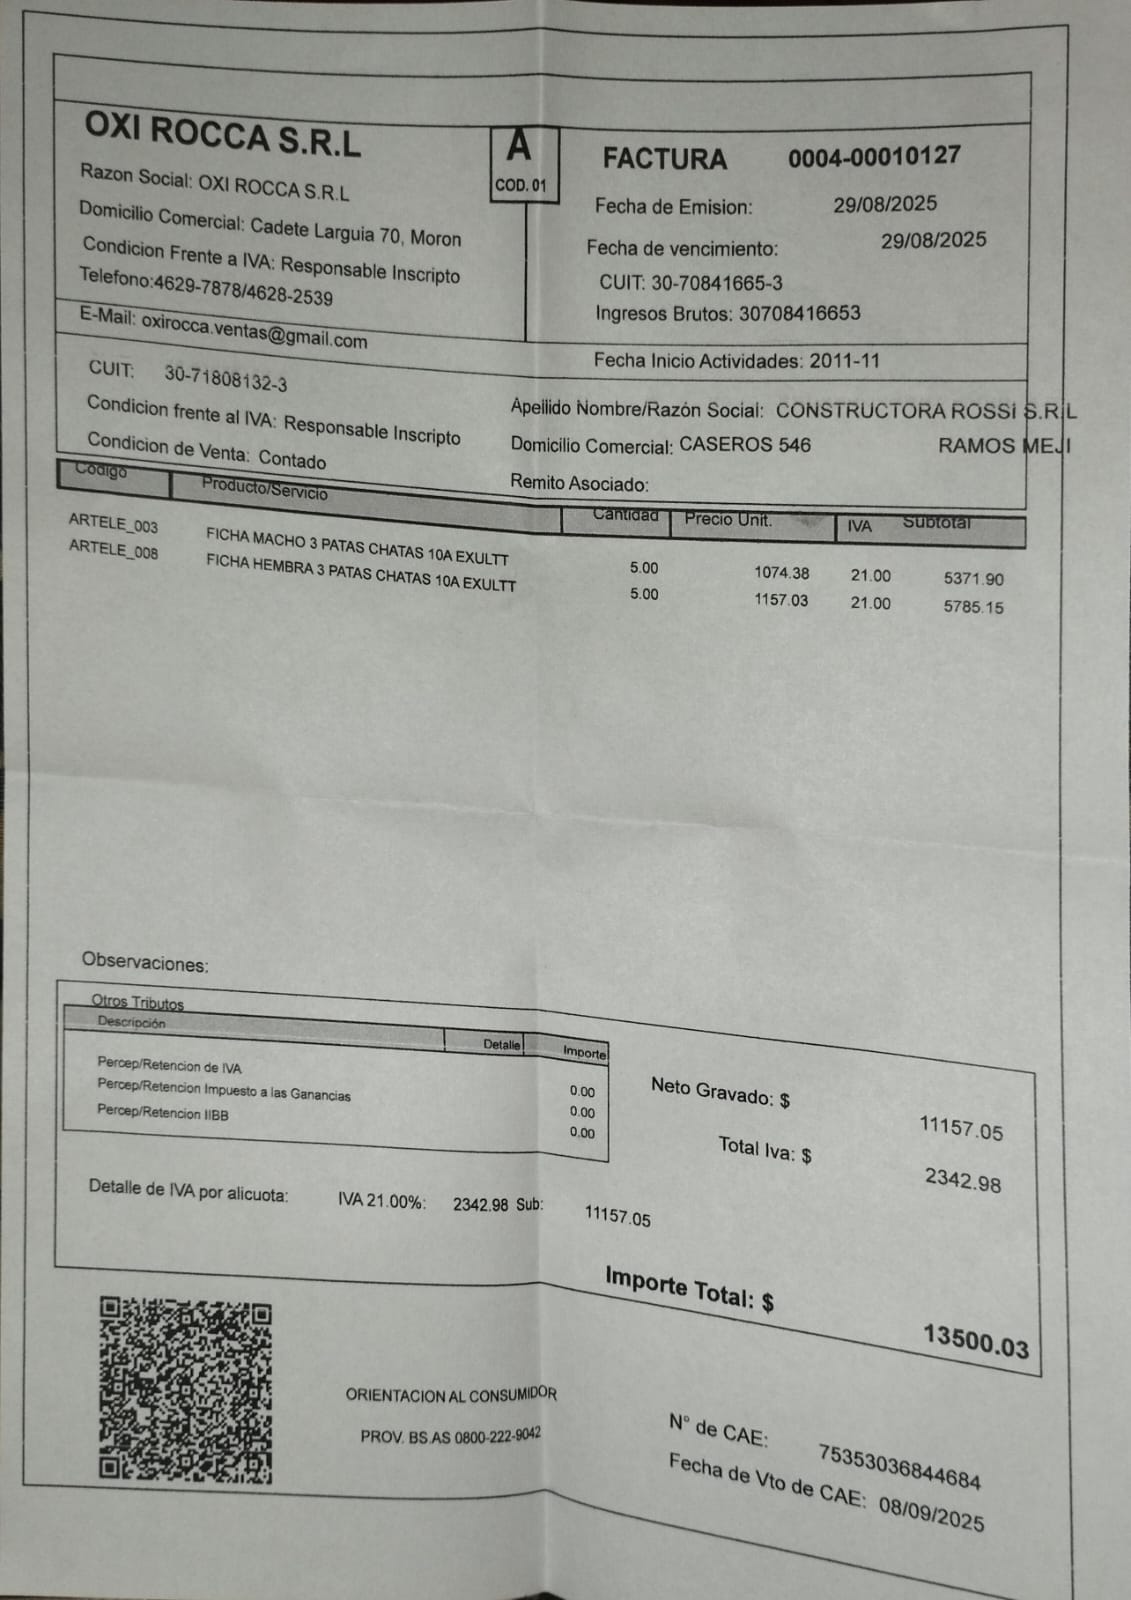 OXI ROCCA S.R.L
Razon Social: OXI ROCCA S.R.L
Domicilio Comercial: Cadete Larguia 70, Moron
Condicion Frente a IVA: Responsable Inscripto
Telefono:4629-7878/4628-2539
E-Mail: oxirocca.ventas@gmail.com
A
COD. 01
FACTURA 0004-00010127
Fecha de Emision: 29/08/2025
Fecha de vencimiento: 29/08/2025
CUIT: 30-70841665-3
Ingresos Brutos: 30708416653
Fecha Inicio Actividades: 2011-11
CUIT: 30-71808132-3
Condicion frente al IVA: Responsable Inscripto
Condicion de Venta: Contado
Apellido Nombre/Razón Social: CONSTRUCTORA ROSSI S.R.L
Domicilio Comercial: CASEROS 546 RAMOS MEJI
Remito Asociado:
Codigo Producto/Servicio Cantidad Precio Unit. IVA Subtotal
ARTELE_003 FICHA MACHO 3 PATAS CHATAS 10A EXULTT 5.00 1074.38 21.00 5371.90
ARTELE_008 FICHA HEMBRA 3 PATAS CHATAS 10A EXULTT 5.00 1157.03 21.00 5785.15
Observaciones:
Otros Tributos
Descripción Detalle Importe
Percep/Retencion de IVA 0.00
Percep/Retencion Impuesto a las Ganancias 0.00
Percep/Retencion IIBB 0.00
Neto Gravado: $ 11157.05
Total Iva: $ 2342.98
Detalle de IVA por alicuota: IVA 21.00%: 2342.98 Sub: 11157.05
Importe Total: $ 13500.03
ORIENTACION AL CONSUMIDOR
PROV. BS.AS 0800-222-9042
N° de CAE: 75353036844684
Fecha de Vto de CAE: 08/09/2025